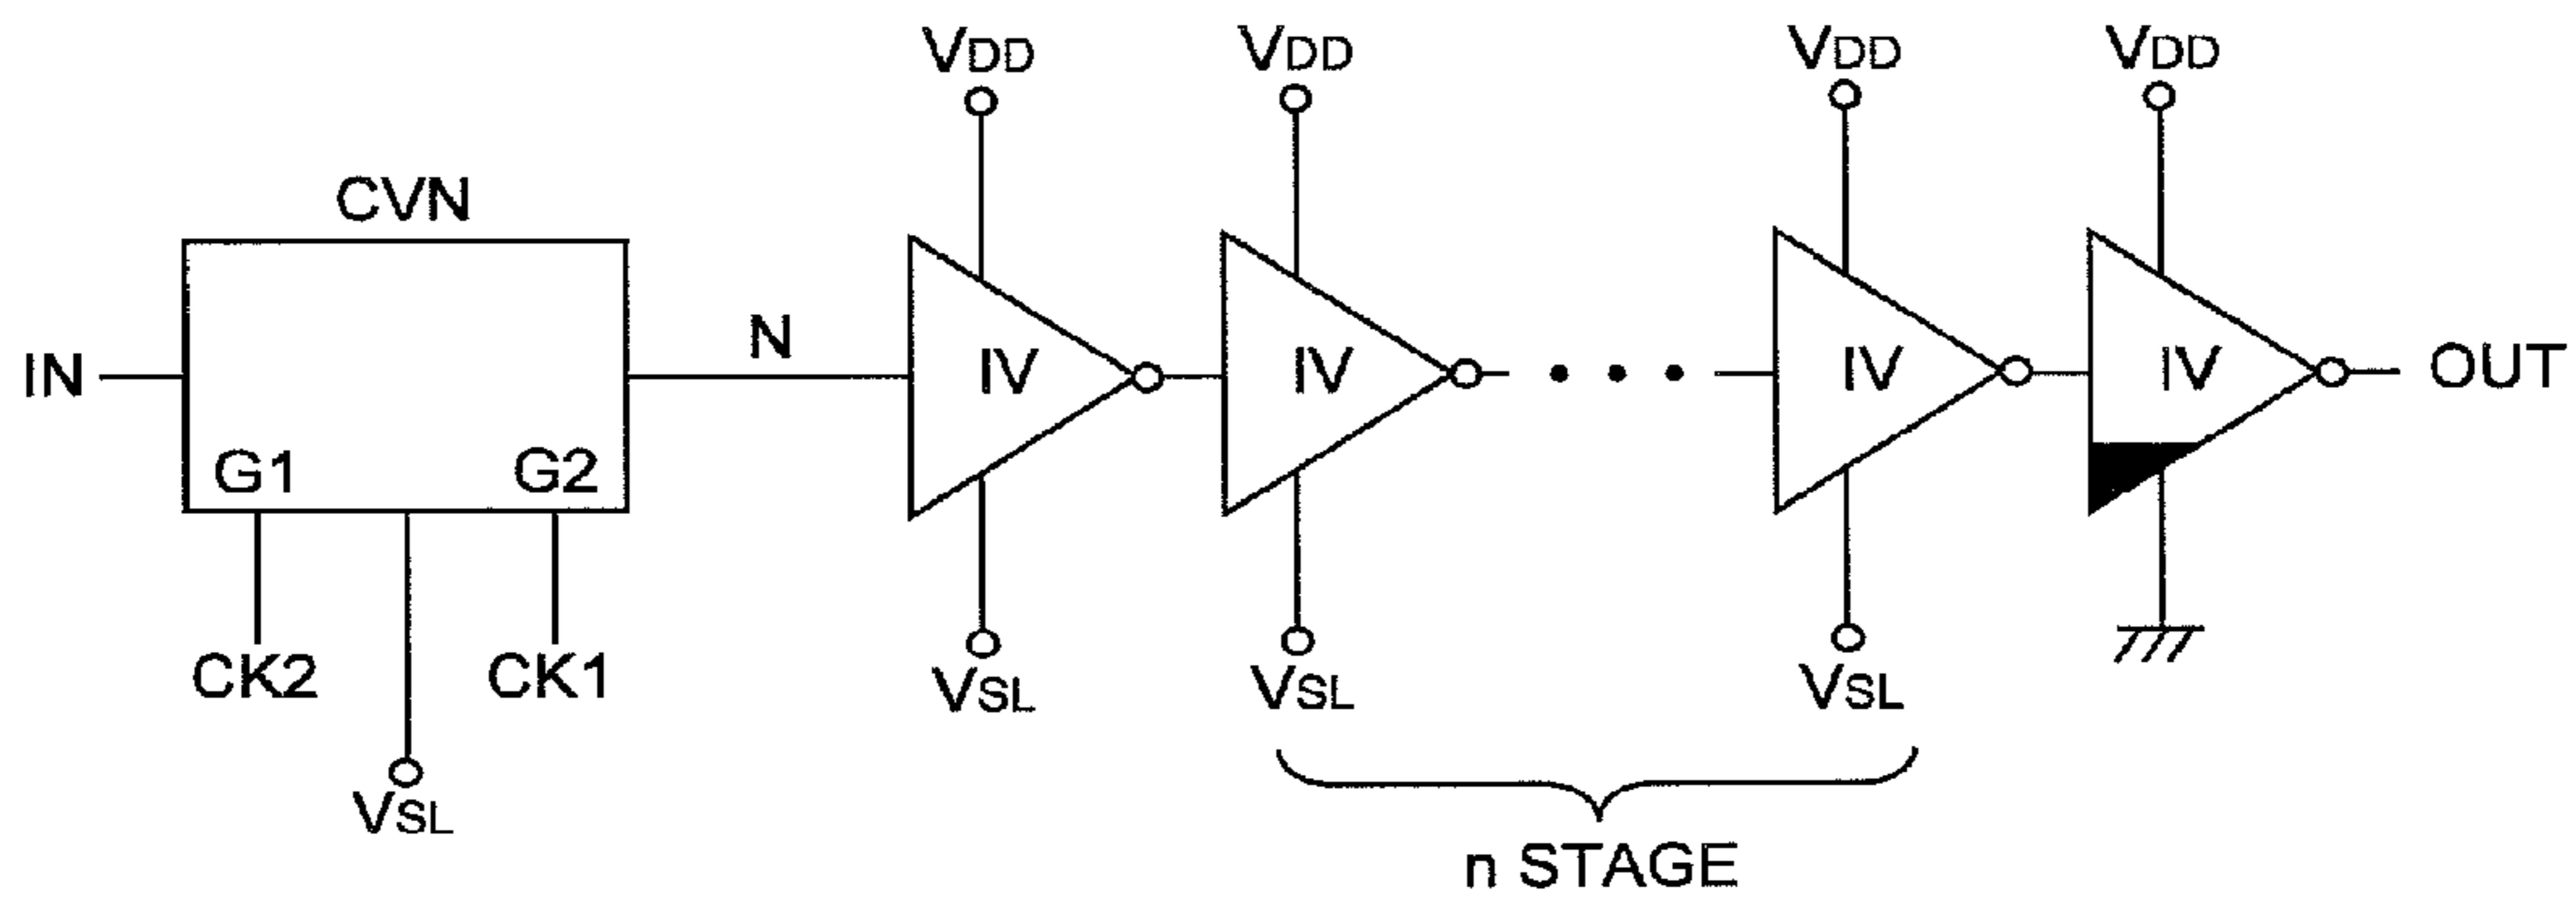 VDD VDD VDD VDD
CVN
IN N IV IV IV IV OUT
G1 G2
CK2 CK1 VSL VSL VSL
VSL
n STAGE